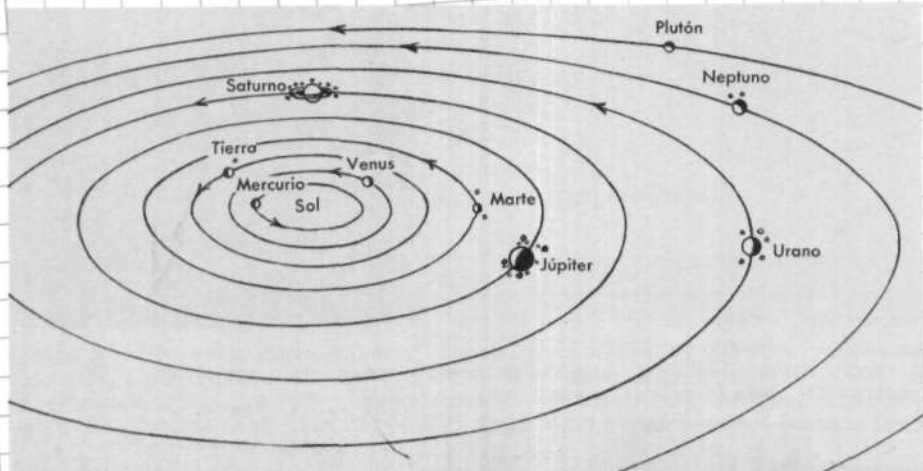 Plutón
Neptuno
Saturno
Tierra
Venus
Mercurio
Sol
Marte
Júpiter
Urano